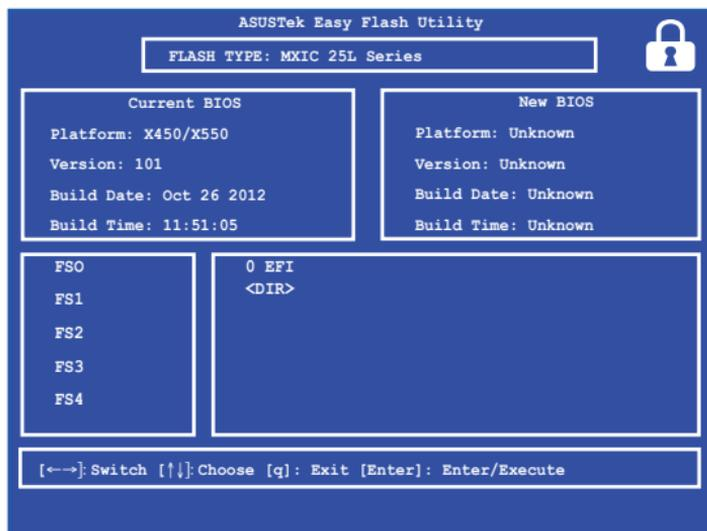 ASUSTek Easy Flash Utility
FLASH TYPE: MXIC 25L Series
Current BIOS
Platform: X450/X550
Version: 101
Build Date: Oct 26 2012
Build Time: 11:51:05
New BIOS
Platform: Unknown
Version: Unknown
Build Date: Unknown
Build Time: Unknown
FSO
FS1
FS2
FS3
FS4
0 EFI
<DIR>
[←→]: Switch [↑↓]: Choose [q]: Exit [Enter]: Enter/Execute